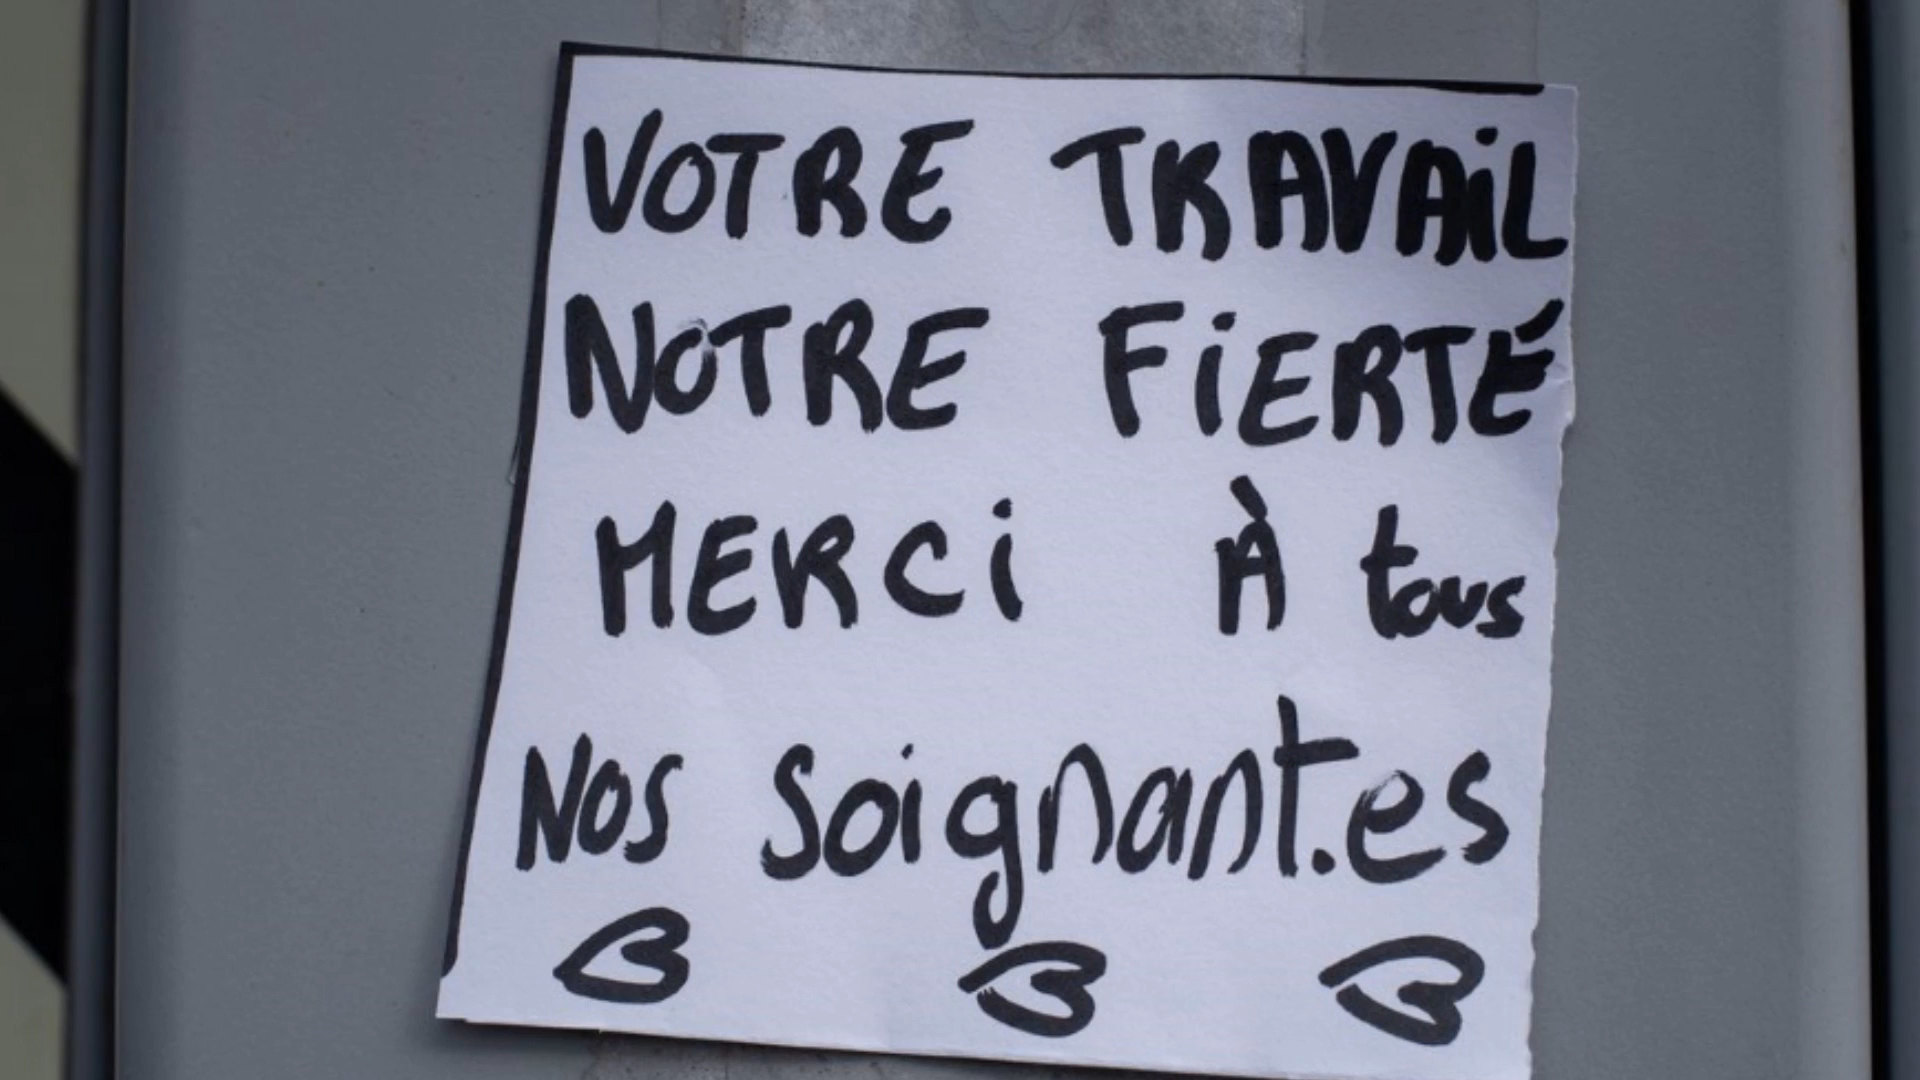 VOTRE TRAVAiL
NOTRE FiERTÉ
MERCi À tous
Nos soignant.es